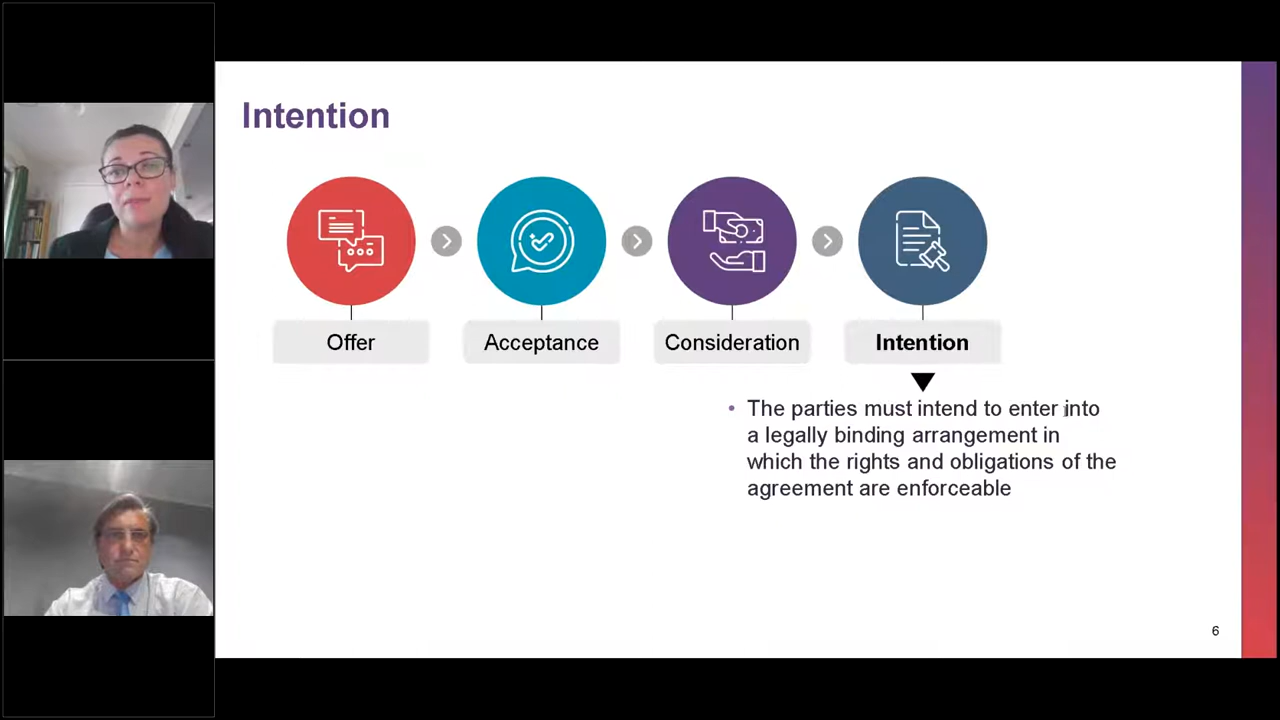 Intention
Offer
Acceptance
Consideration
Intention
• The parties must intend to enter into
a legally binding arrangement in
which the rights and obligations of the
agreement are enforceable
6